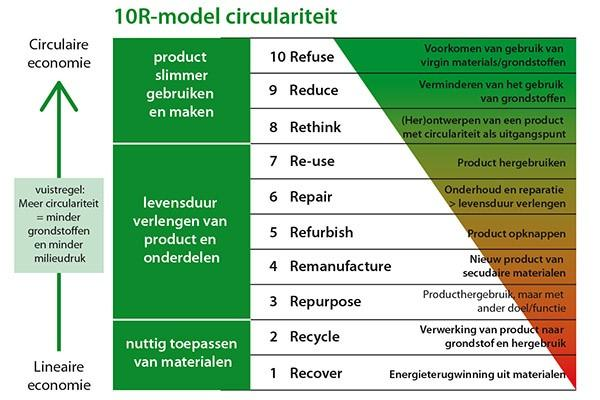 10R-model circulariteit
Circulaire
economie
vuistregel:
Meer circulariteit
= minder
grondstoffen
en minder
milieudruk
Lineaire
economie
product
slimmer
gebruiken
en maken
10 Refuse
Voorkomen van gebruik van
virgin materials/grondstoffen
9 Reduce
Verminderen van het gebruik
van grondstoffen
8 Rethink
(Her)ontwerpen van een product
met circulariteit als uitgangspunt
levensduur
verlengen van
product en
onderdelen
7 Re-use
Product hergebruiken
6 Repair
Onderhoud en reparatie
> levensduur verlengen
5 Refurbish
Product opknappen
4 Remanufacture
Nieuw product van
secudaire materialen
3 Repurpose
Producthergebruik, maar met
ander doel/functie
nuttig toepassen
van materialen
2 Recycle
Verwerking van product naar
grondstof en hergebruik
1 Recover
Energieterugwinning uit materialen